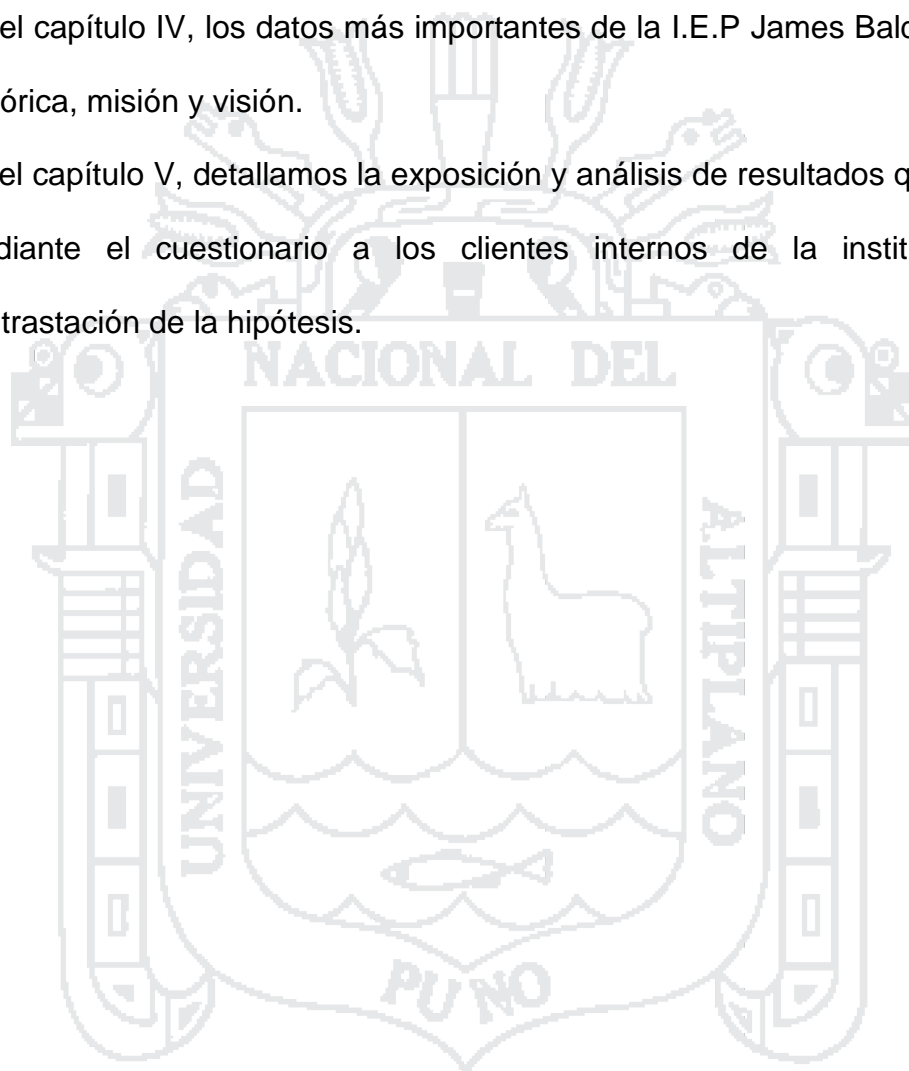 el capítulo IV, los datos más importantes de la I.E.P James
órica, misión y visión.
el capítulo V, detallamos la exposición y análisis de resultados
diante el cuestionario a los clientes internos de la
trastación de la hipótesis.
NACIONAL DEL
UNIVERSIDAD
ALTIPLANO
PUNO